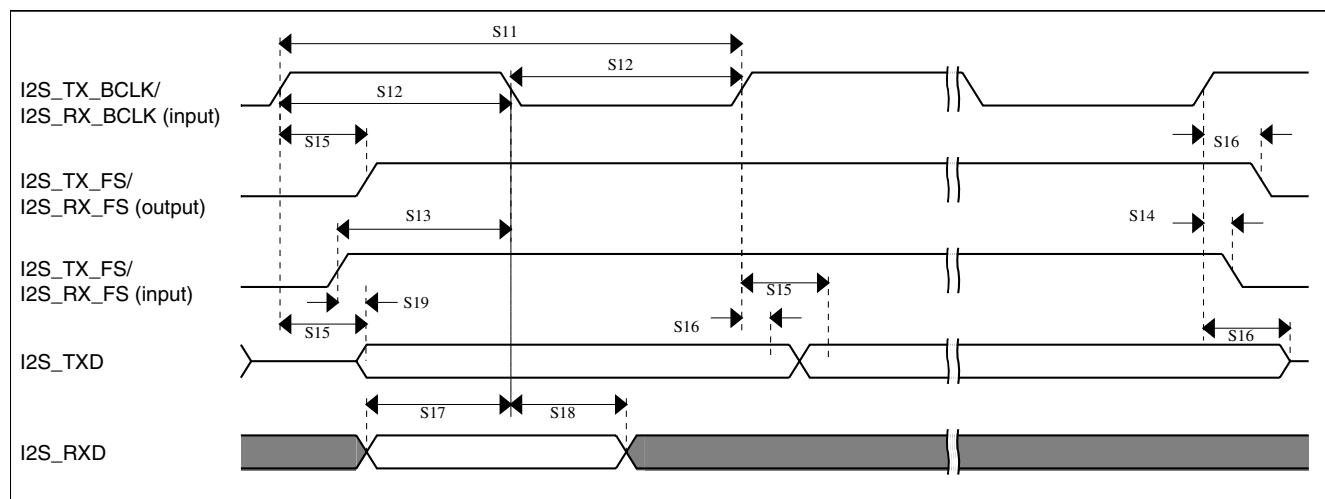 S11
I2S_TX_BCLK/
I2S_RX_BCLK (input)
S12
S12
S15
S16
I2S_TX_FS/
I2S_RX_FS (output)
S13
S14
I2S_TX_FS/
I2S_RX_FS (input)
S15
S19
S15
S16
S16
I2S_TXD
S17
S18
I2S_RXD